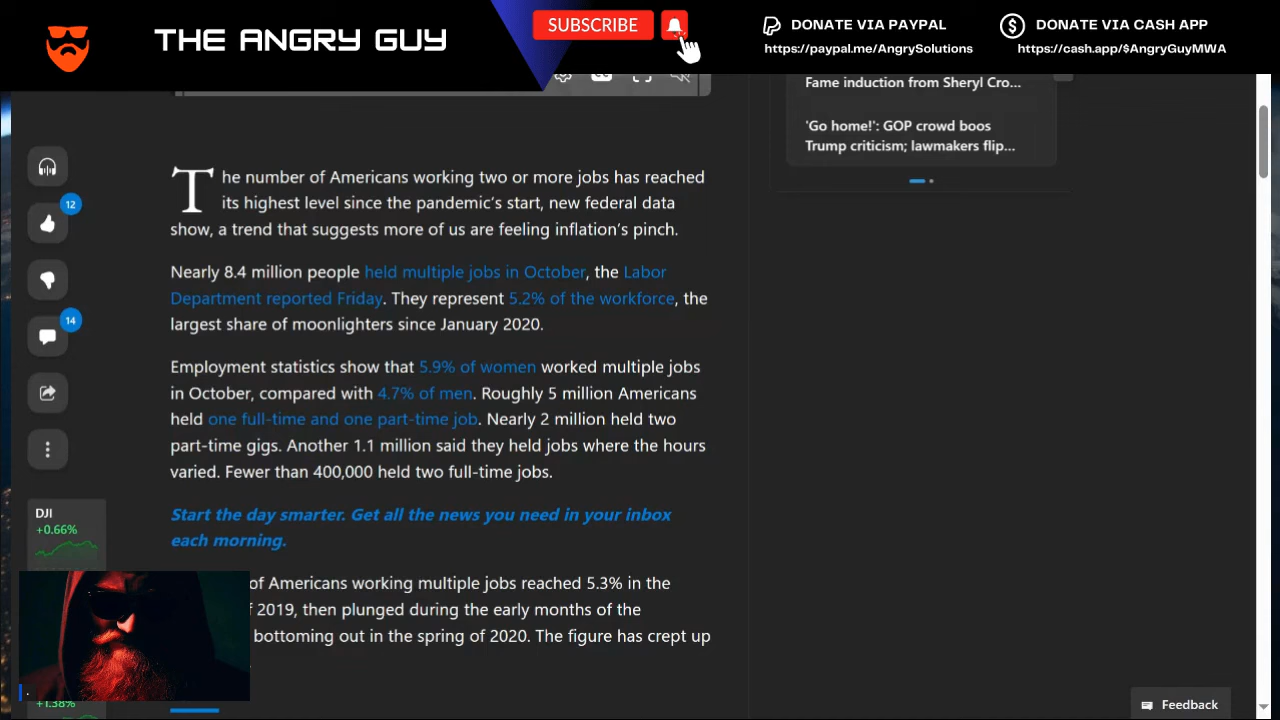 THE ANGRY GUY
SUBSCRIBE
DONATE VIA PAYPAL
https://paypal.me/AngrySolutions
DONATE VIA CASH APP
https://cash.app/$AngryGuyMWA
Fame induction from Sheryl Cro...
'Go home!': GOP crowd boos
Trump criticism; lawmakers flip...
The number of Americans working two or more jobs has reached
its highest level since the pandemic's start, new federal data
show, a trend that suggests more of us are feeling inflation's pinch.
Nearly 8.4 million people held multiple jobs in October, the Labor
Department reported Friday. They represent 5.2% of the workforce, the
largest share of moonlighters since January 2020.
Employment statistics show that 5.9% of women worked multiple jobs
in October, compared with 4.7% of men. Roughly 5 million Americans
held one full-time and one part-time job. Nearly 2 million held two
part-time gigs. Another 1.1 million said they held jobs where the hours
varied. Fewer than 400,000 held two full-time jobs.
Start the day smarter. Get all the news you need in your inbox
each morning.
of Americans working multiple jobs reached 5.3% in the
f 2019, then plunged during the early months of the
bottoming out in the spring of 2020. The figure has crept up
12
14
DJI
+0.66%
+1.38%
Feedback